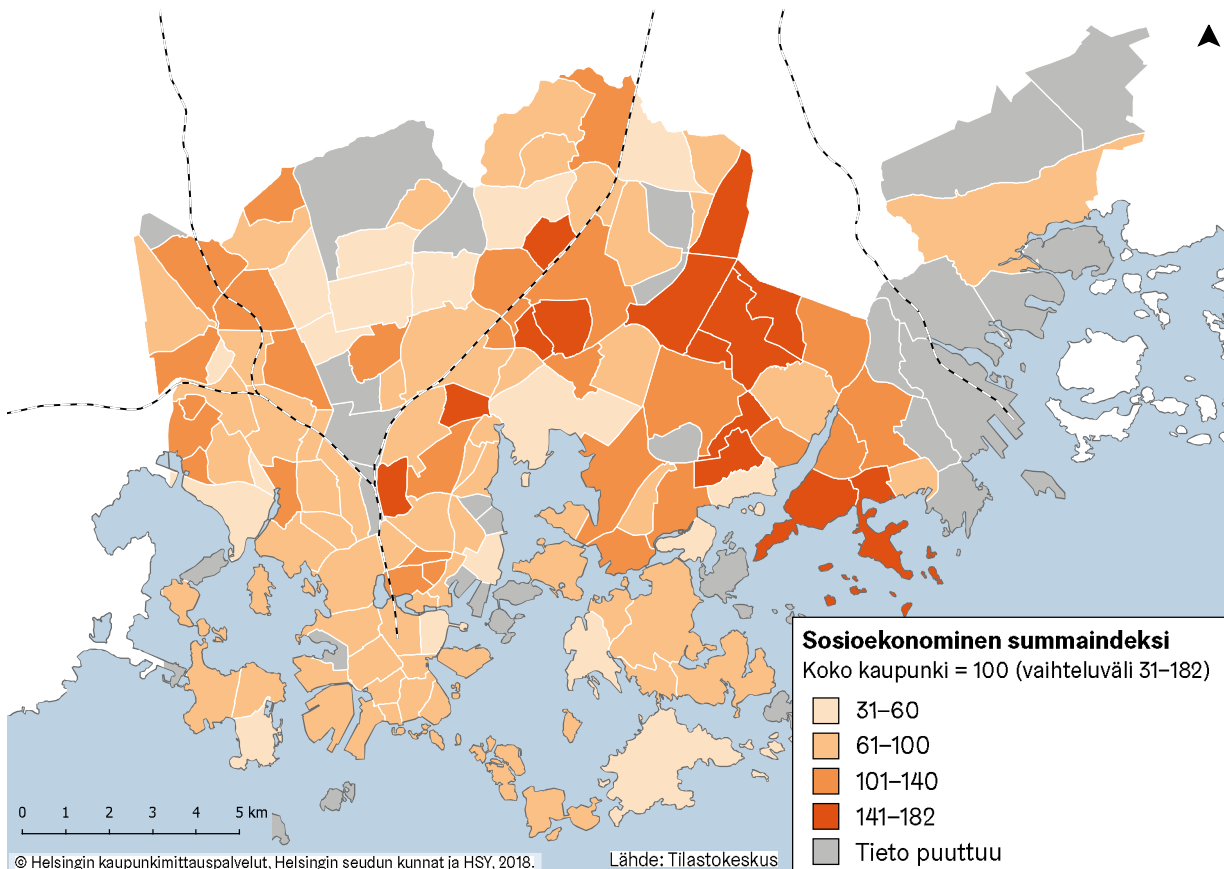 Sosioekonominen summaindeksi
Koko kaupunki = 100 (vaihteluväli 31–182)
31–60
61–100
101–140
141–182
Tieto puuttuu
0 1 2 3 4 5 km
© Helsingin kaupunkimittauspalvelut, Helsingin seudun kunnat ja HSY, 2018.
Lähde: Tilastokeskus